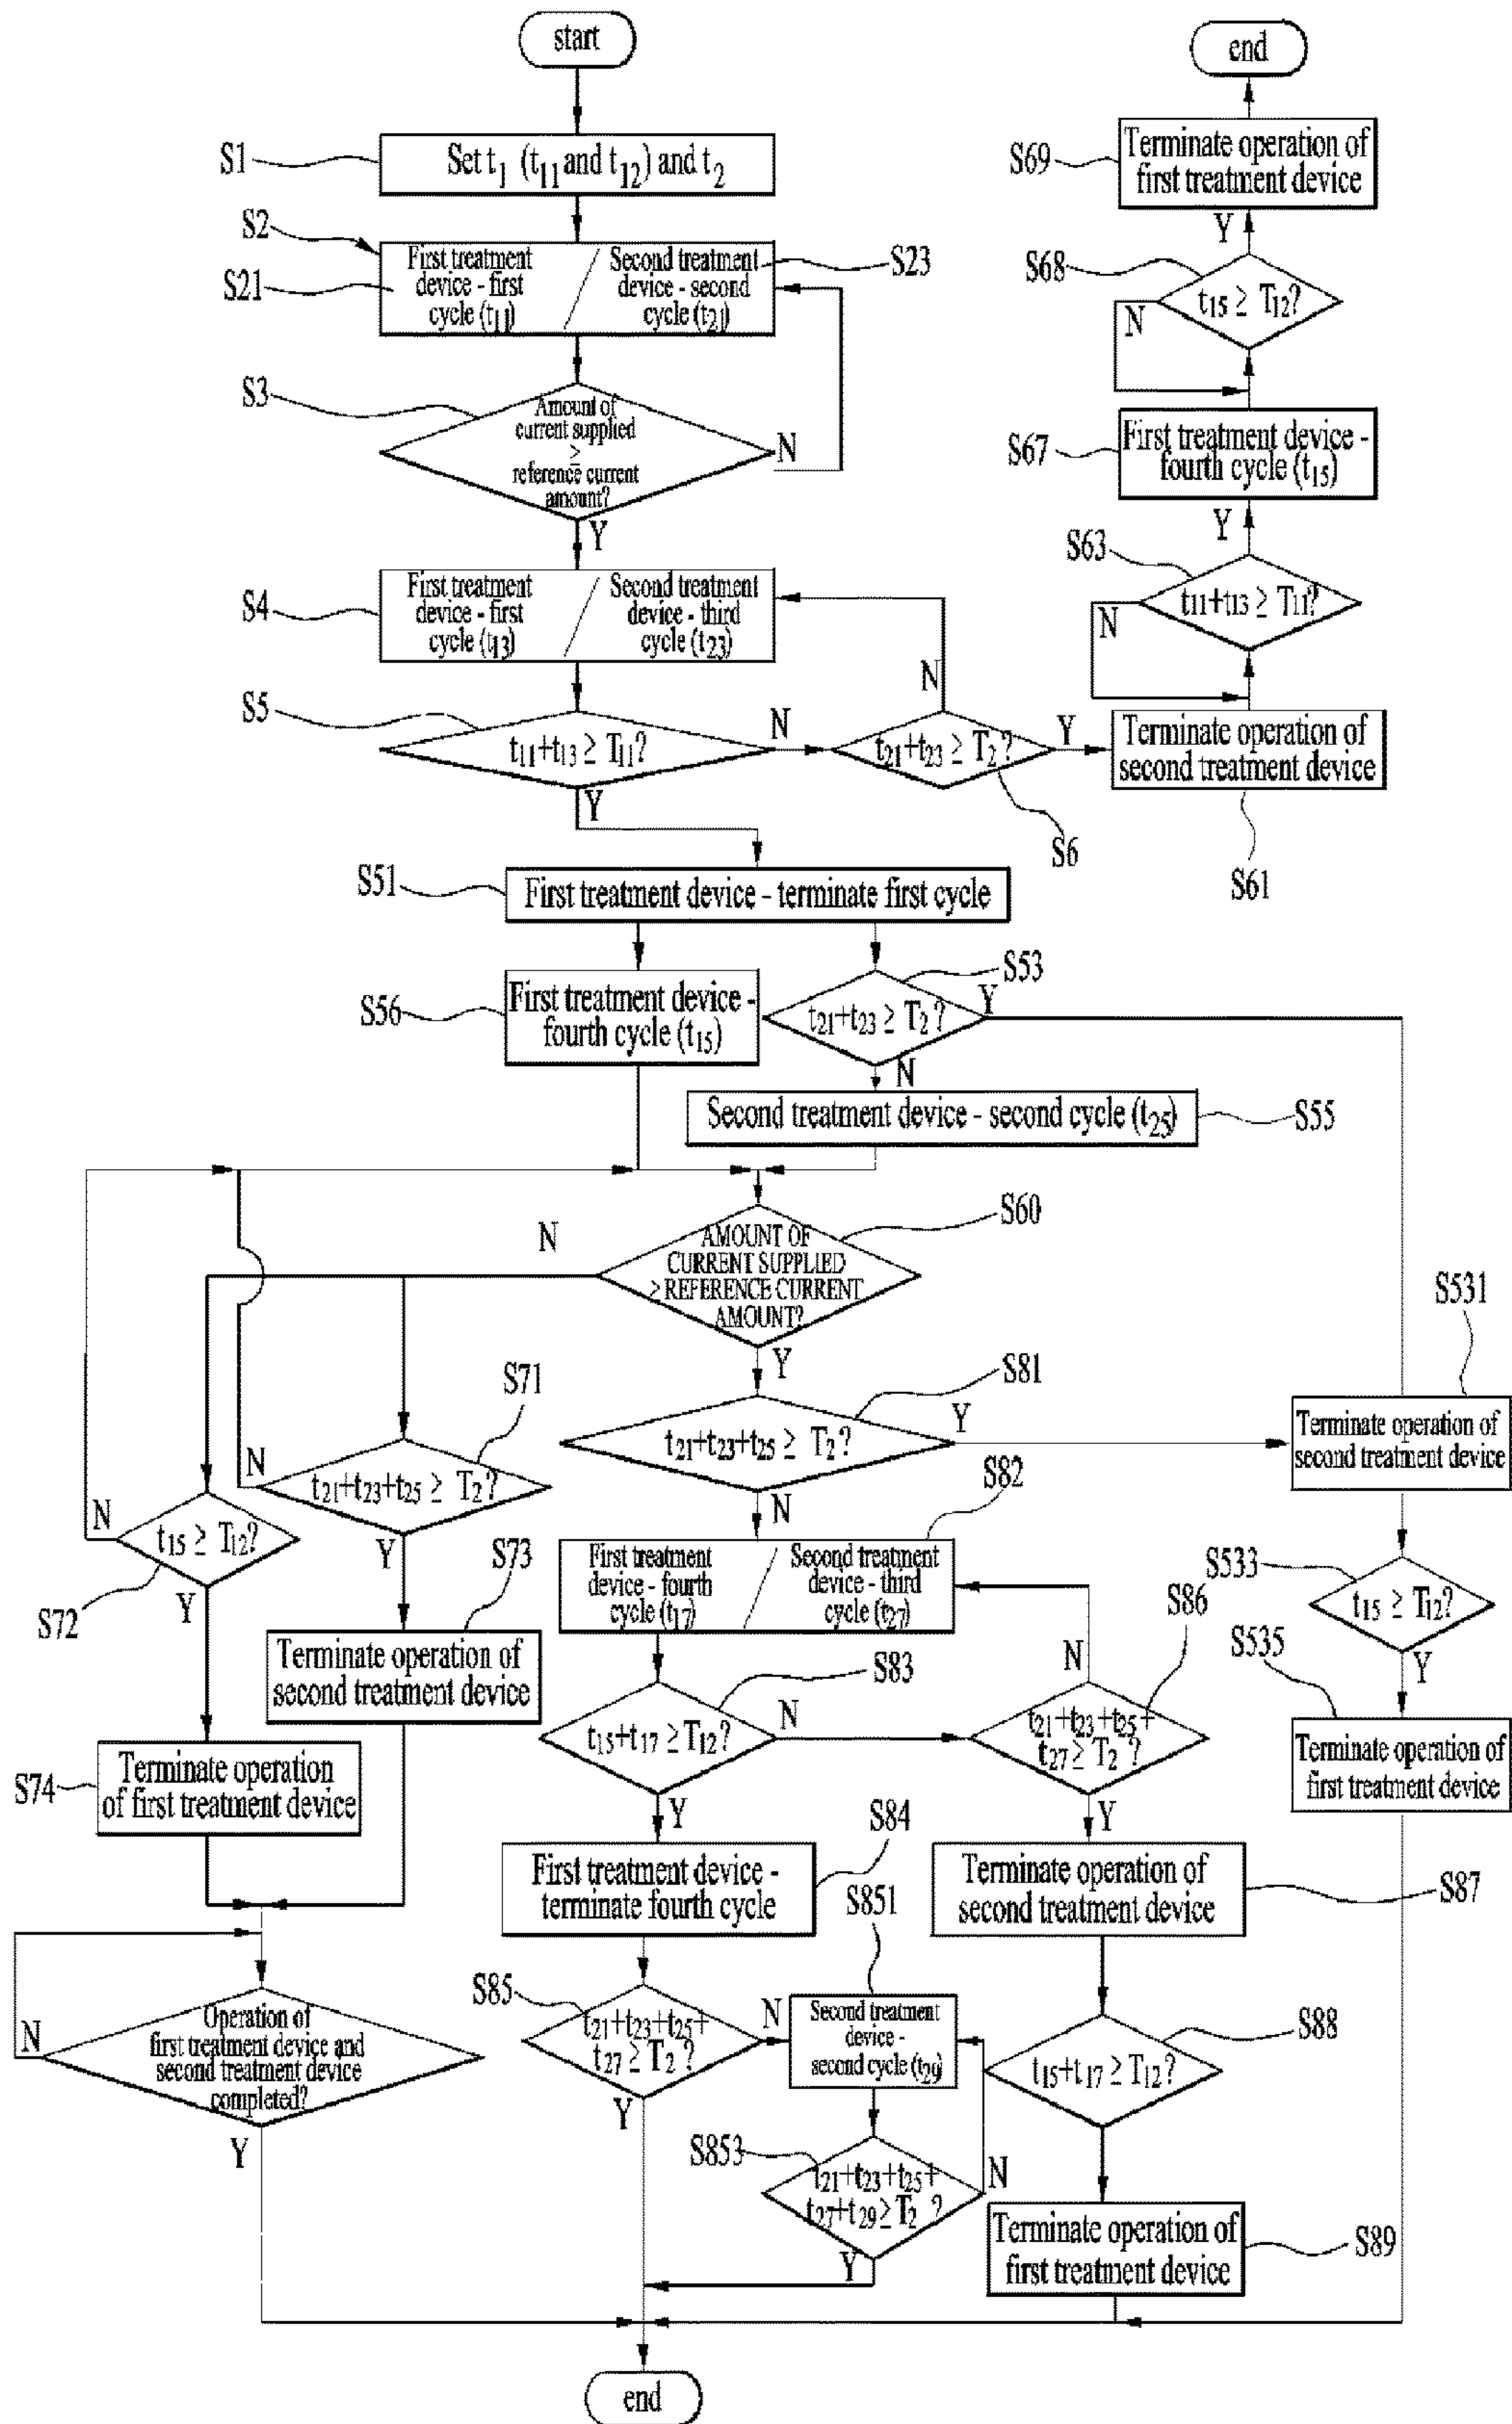 start
S1
Set t1 (t11 and t12) and t2
S2
S21
First treatment
device - first
cycle (t11)
Second treatment
device - second
cycle (t21)
S23
S3
Amount of
current supplied
≥
reference current
amount?
N
Y
S4
First treatment
device - first
cycle (t13)
Second treatment
device - third
cycle (t23)
S5
t11+t13 ≥ T11?
N
Y
t21+t23 ≥ T2 ?
N
Y
S6
Terminate operation of
second treatment device
S61
S63
t11+t13 ≥ T11?
N
Y
S67
First treatment device -
fourth cycle (t15)
S68
t15 ≥ T12?
N
Y
S69
Terminate operation of
first treatment device
end
S51
First treatment device - terminate first cycle
S56
First treatment device -
fourth cycle (t15)
S53
t21+t23 ≥ T2 ?
Y
N
Second treatment device - second cycle (t25)
S55
S60
AMOUNT OF
CURRENT SUPPLIED
≥ REFERENCE CURRENT
AMOUNT?
N
Y
S71
t21+t23+t25 ≥ T2 ?
N
Y
S72
t15 ≥ T12?
N
Y
S73
Terminate operation of
second treatment device
S74
Terminate operation
of first treatment device
Operation of
first treatment device and
second treatment device
completed?
N
Y
S81
t21+t23+t25 ≥ T2 ?
Y
N
S82
First treatment
device - fourth
cycle (t17)
Second treatment
device - third
cycle (t27)
S83
t15+t17 ≥ T12?
N
Y
S84
First treatment device -
terminate fourth cycle
S85
t21+t23+t25+
t27 ≥ T2 ?
N
Y
S851
Second treatment
device -
second cycle (t29)
S853
t21+t23+t25+
t27+t29 ≥ T2 ?
N
Y
S86
t21+t23+t25+
t27 ≥ T2 ?
N
Y
Terminate operation of
second treatment device
S87
S88
t15+t17 ≥ T12?
Terminate operation of
first treatment device
S89
S531
Terminate operation of
second treatment device
S533
t15 ≥ T12?
Y
S535
Terminate operation of
first treatment device
end